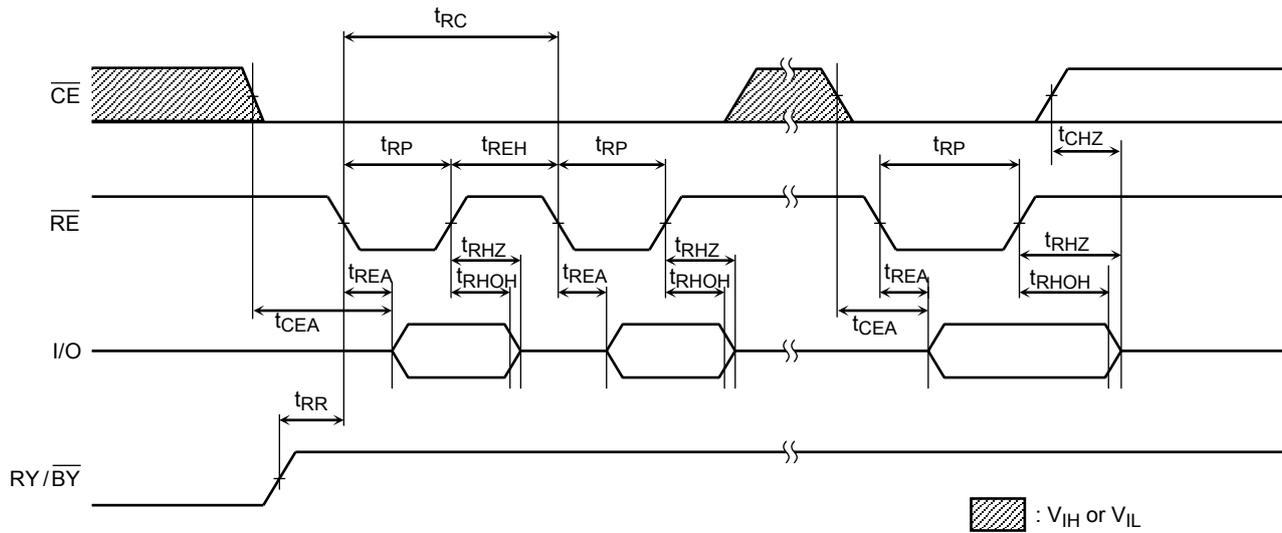 tRC
CE
tCHZ
tRP tREH tRP tRP
RE
tRHZ tRHZ tRHZ
tREA tRHOH tREA tRHOH tREA tRHOH
tCEA tCEA
I/O
tRR
RY/BY
: VIH or VIL